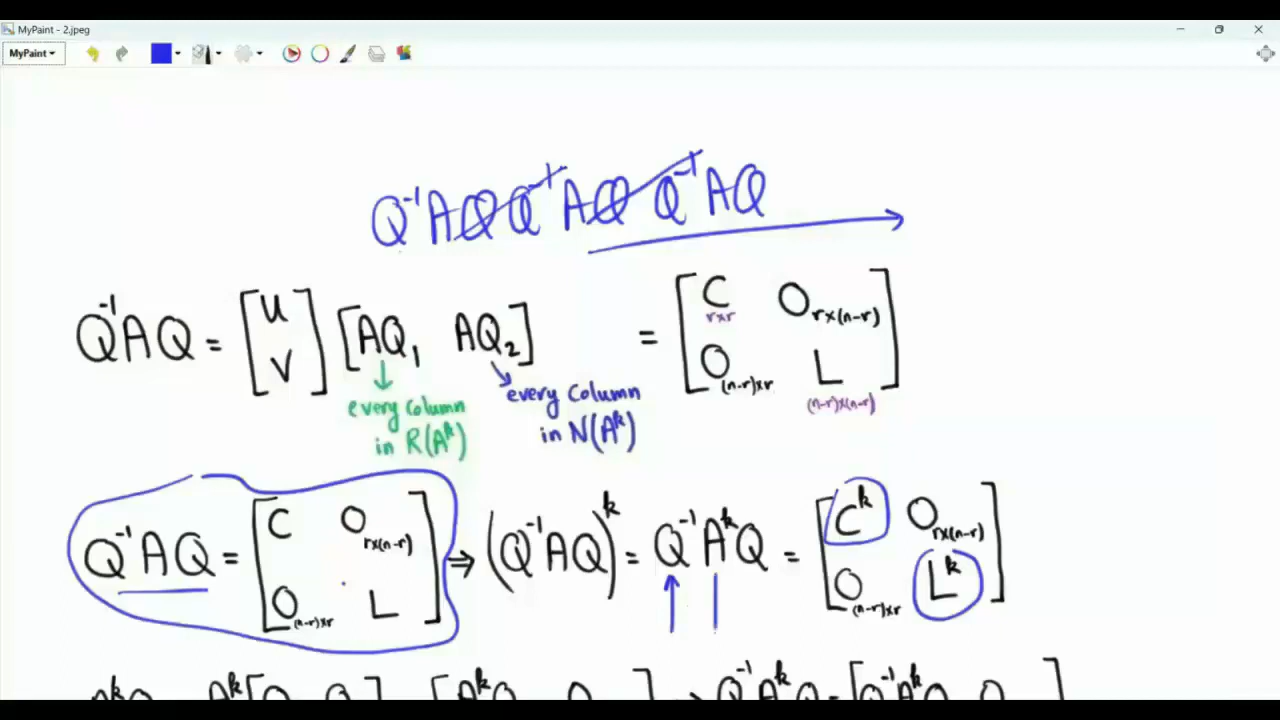 MyPaint - 2.jpeg
MyPaint
Q⁻¹AQQ⁻¹AQ Q⁻¹AQ
Q⁻¹AQ = [U V] [AQ₁ AQ₂] = [C r×r O r×(n-r) O (n-r)×r L (n-r)×(n-r)]
every column in R(Aᵏ)
every column in N(Aᵏ)
Q⁻¹AQ = [C O r×(n-r) O (n-r)×r L] ⇒ (Q⁻¹AQ)ᵏ = Q⁻¹AᵏQ = [Cᵏ O r×(n-r) O (n-r)×r Lᵏ]